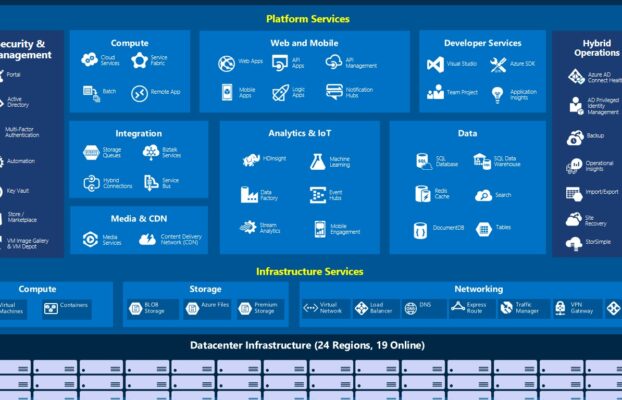 Platform Services
Security &
Management
Portal
Active
Directory
Multi-Factor
Authentication
Automation
Key Vault
Store /
Marketplace
VM Image Gallery
& VM Depot
Compute
Cloud
Services
Service
Fabric
Batch
Remote App
Web and Mobile
Web Apps
API
Apps
API
Management
Mobile
Apps
Logic
Apps
Notification
Hubs
Developer Services
Visual Studio
Azure SDK
Team Project
Application
Insights
Hybrid
Operations
Azure AD
Connect Health
AD Privileged
Identity
Management
Backup
Operational
Insights
Import/Export
Site
Recovery
StorSimple
Integration
Storage
Queues
Biztalk
Services
Hybrid
Connections
Service
Bus
Analytics & IoT
HDInsight
Machine
Learning
Data
Factory
Event
Hubs
Stream
Analytics
Mobile
Engagement
Data
SQL
Database
SQL Data
Warehouse
Redis
Cache
Search
DocumentDB
Tables
Media & CDN
Media
Services
Content Delivery
Network (CDN)
Infrastructure Services
Compute
Virtual
Machines
Containers
Storage
BLOB
Storage
Azure Files
Premium
Storage
Networking
Virtual
Network
Load
Balancer
DNS
Express
Route
Traffic
Manager
VPN
Gateway
Datacenter Infrastructure (24 Regions, 19 Online)